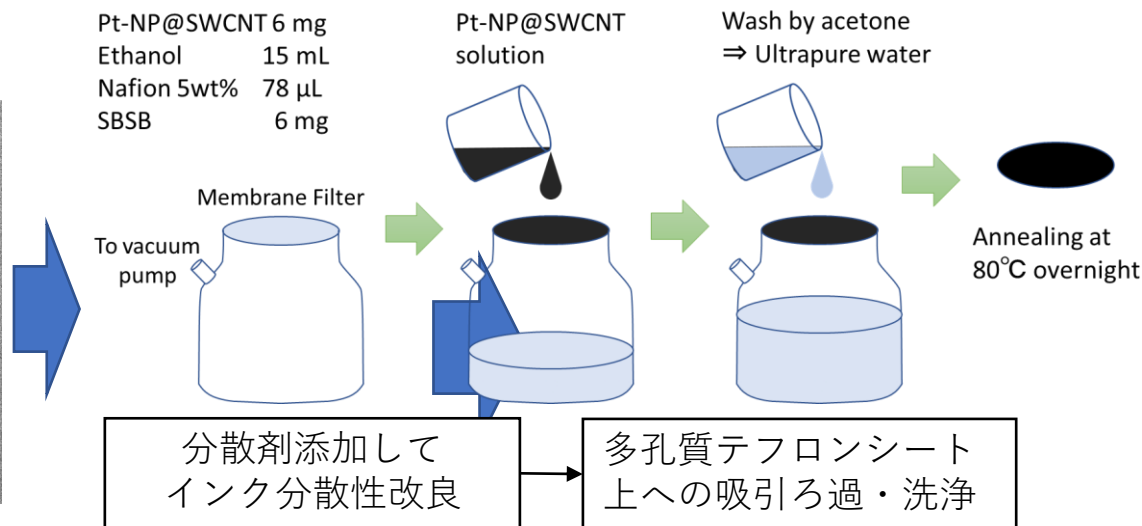 Pt-NP@SWCNT 6 mg
Ethanol 15 mL
Nafion 5wt% 78 µL
SBSB 6 mg
Pt-NP@SWCNT
solution
Wash by acetone
⇒ Ultrapure water
Membrane Filter
To vacuum
pump
Annealing at
80℃ overnight
分散剤添加して
インク分散性改良
多孔質テフロンシート
上への吸引ろ過・洗浄